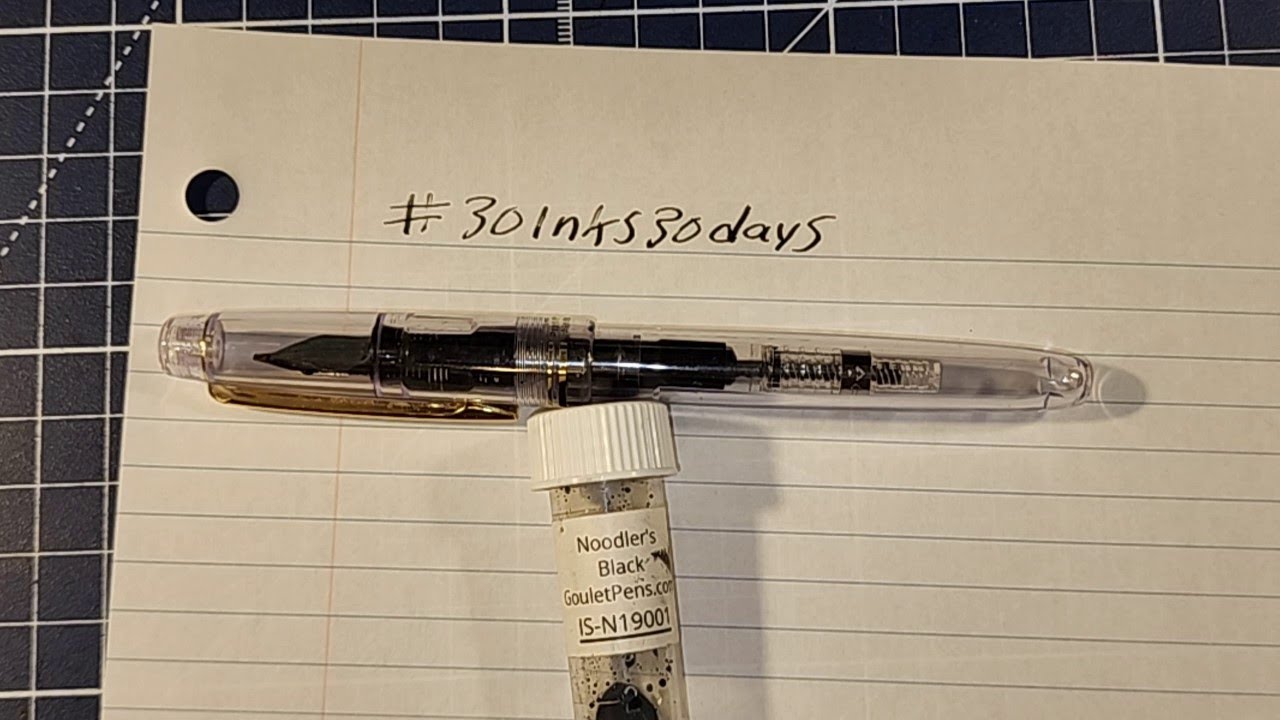 #30Inks30days
Noodler's
Black
GouletPens.com
IS-N19001